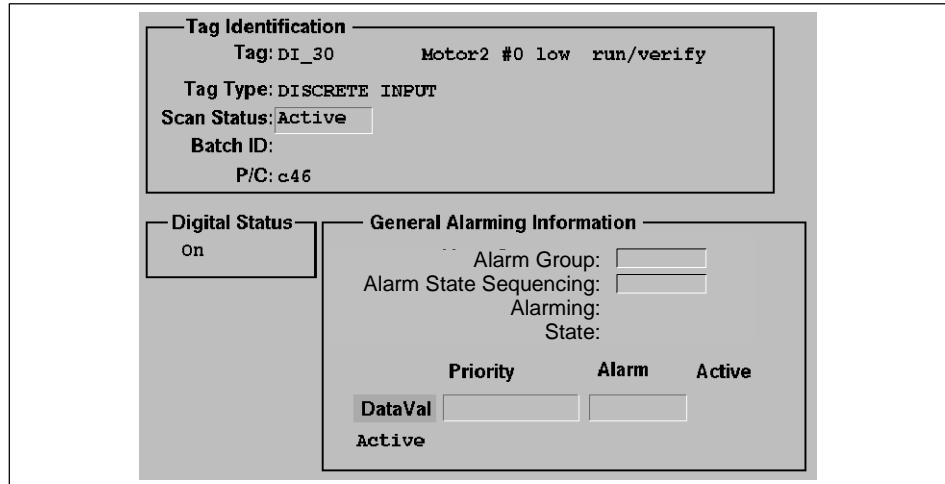 Tag Identification
Tag: DI_30 Motor2 #0 low run/verify
Tag Type: DISCRETE INPUT
Scan Status: Active
Batch ID:
P/C: c46
Digital Status
On
General Alarming Information
Alarm Group:
Alarm State Sequencing:
Alarming:
State:
Priority Alarm Active
DataVal
Active